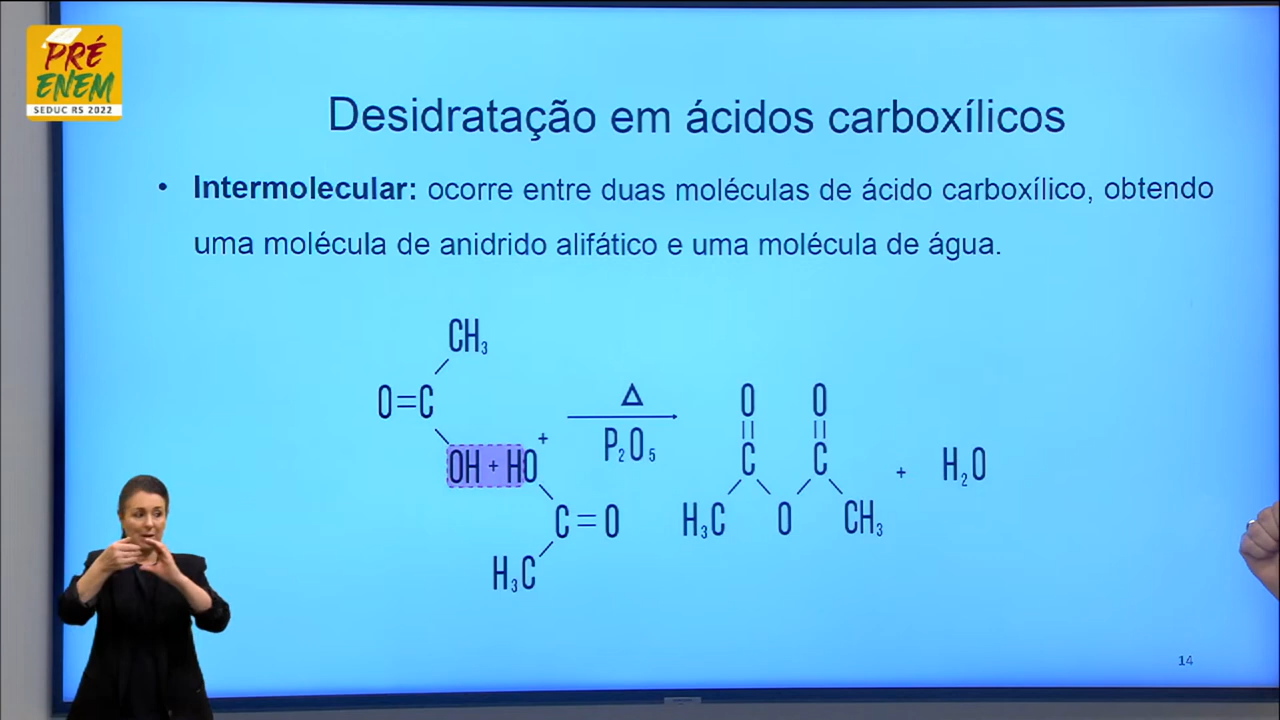 PRÉ
ENEM
SEDUC RS 2022
Desidratação em ácidos carboxílicos
• Intermolecular: ocorre entre duas moléculas de ácido carboxílico, obtendo
uma molécula de anidrido alifático e uma molécula de água.
CH₃
O=C
OH + HO
+
C=O
H₃C
Δ
P₂O₅
O O
C C
H₃C O CH₃
+ H₂O
14